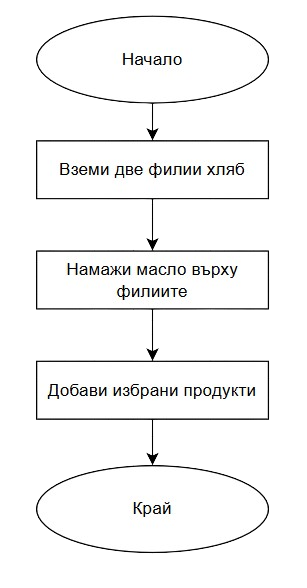 Начало
Вземи две филии хляб
Намажи масло върху
филиите
Добави избрани продукти
Край